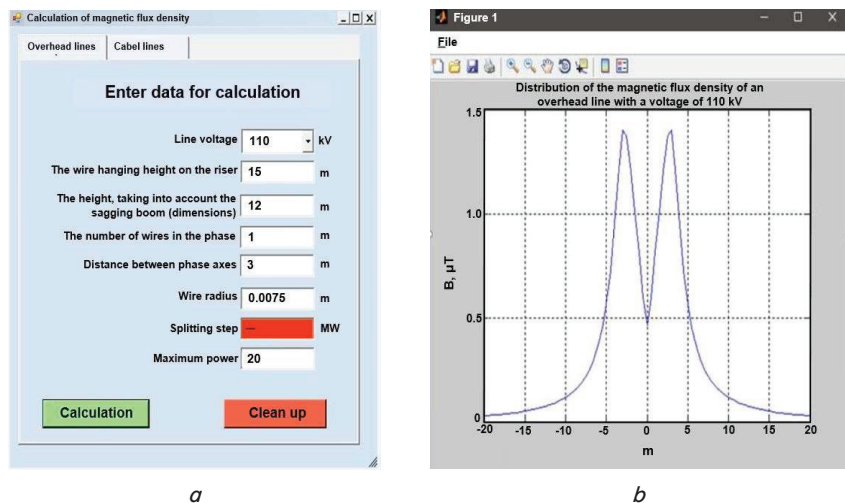 Calculation of magnetic flux density
Overhead lines
Cabel lines
Enter data for calculation
Line voltage 110 kV
The wire hanging height on the riser 15 m
The height, taking into account the
sagging boom (dimensions) 12 m
The number of wires in the phase 1 m
Distance between phase axes 3 m
Wire radius 0.0075 m
Splitting step — MW
Maximum power 20
Calculation
Clean up
a
Figure 1
File
Distribution of the magnetic flux density of an
overhead line with a voltage of 110 kV
1.5
1.0
0.5
0
B, μT
-20 -15 -10 -5 0 5 10 15 20
m
b